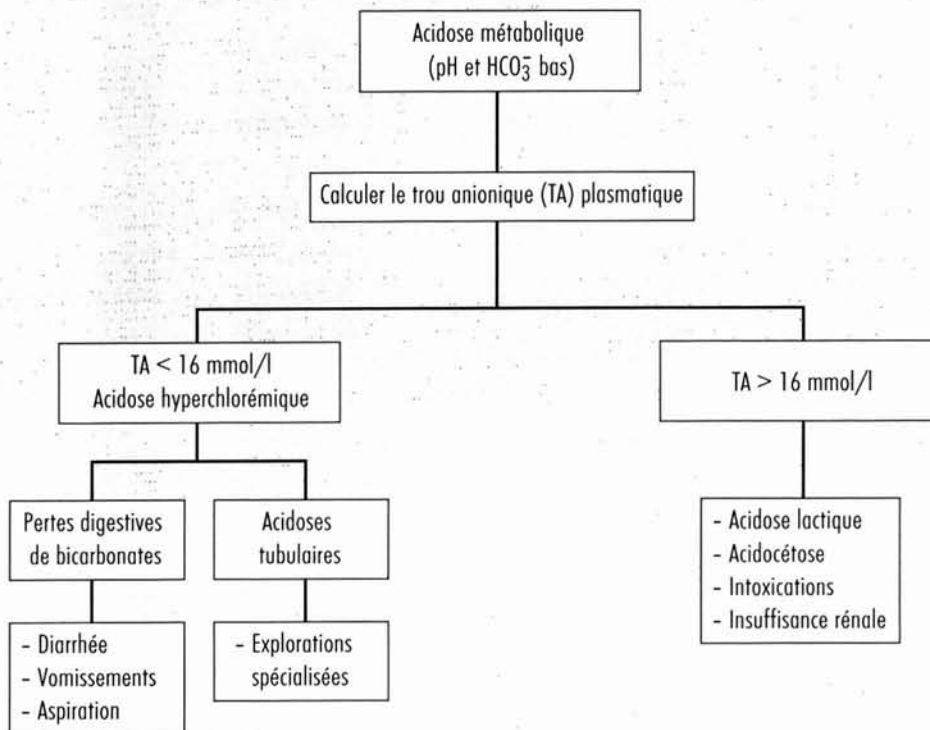 Acidose métabolique
(pH et HCO₃⁻ bas)
Calculer le trou anionique (TA) plasmatique
TA < 16 mmol/l
Acidose hyperchlorémique
TA > 16 mmol/l
Pertes digestives
de bicarbonates
Acidoses
tubulaires
- Acidose lactique
- Acidocétose
- Intoxications
- Insuffisance rénale
- Diarrhée
- Vomissements
- Aspiration
- Explorations
spécialisées